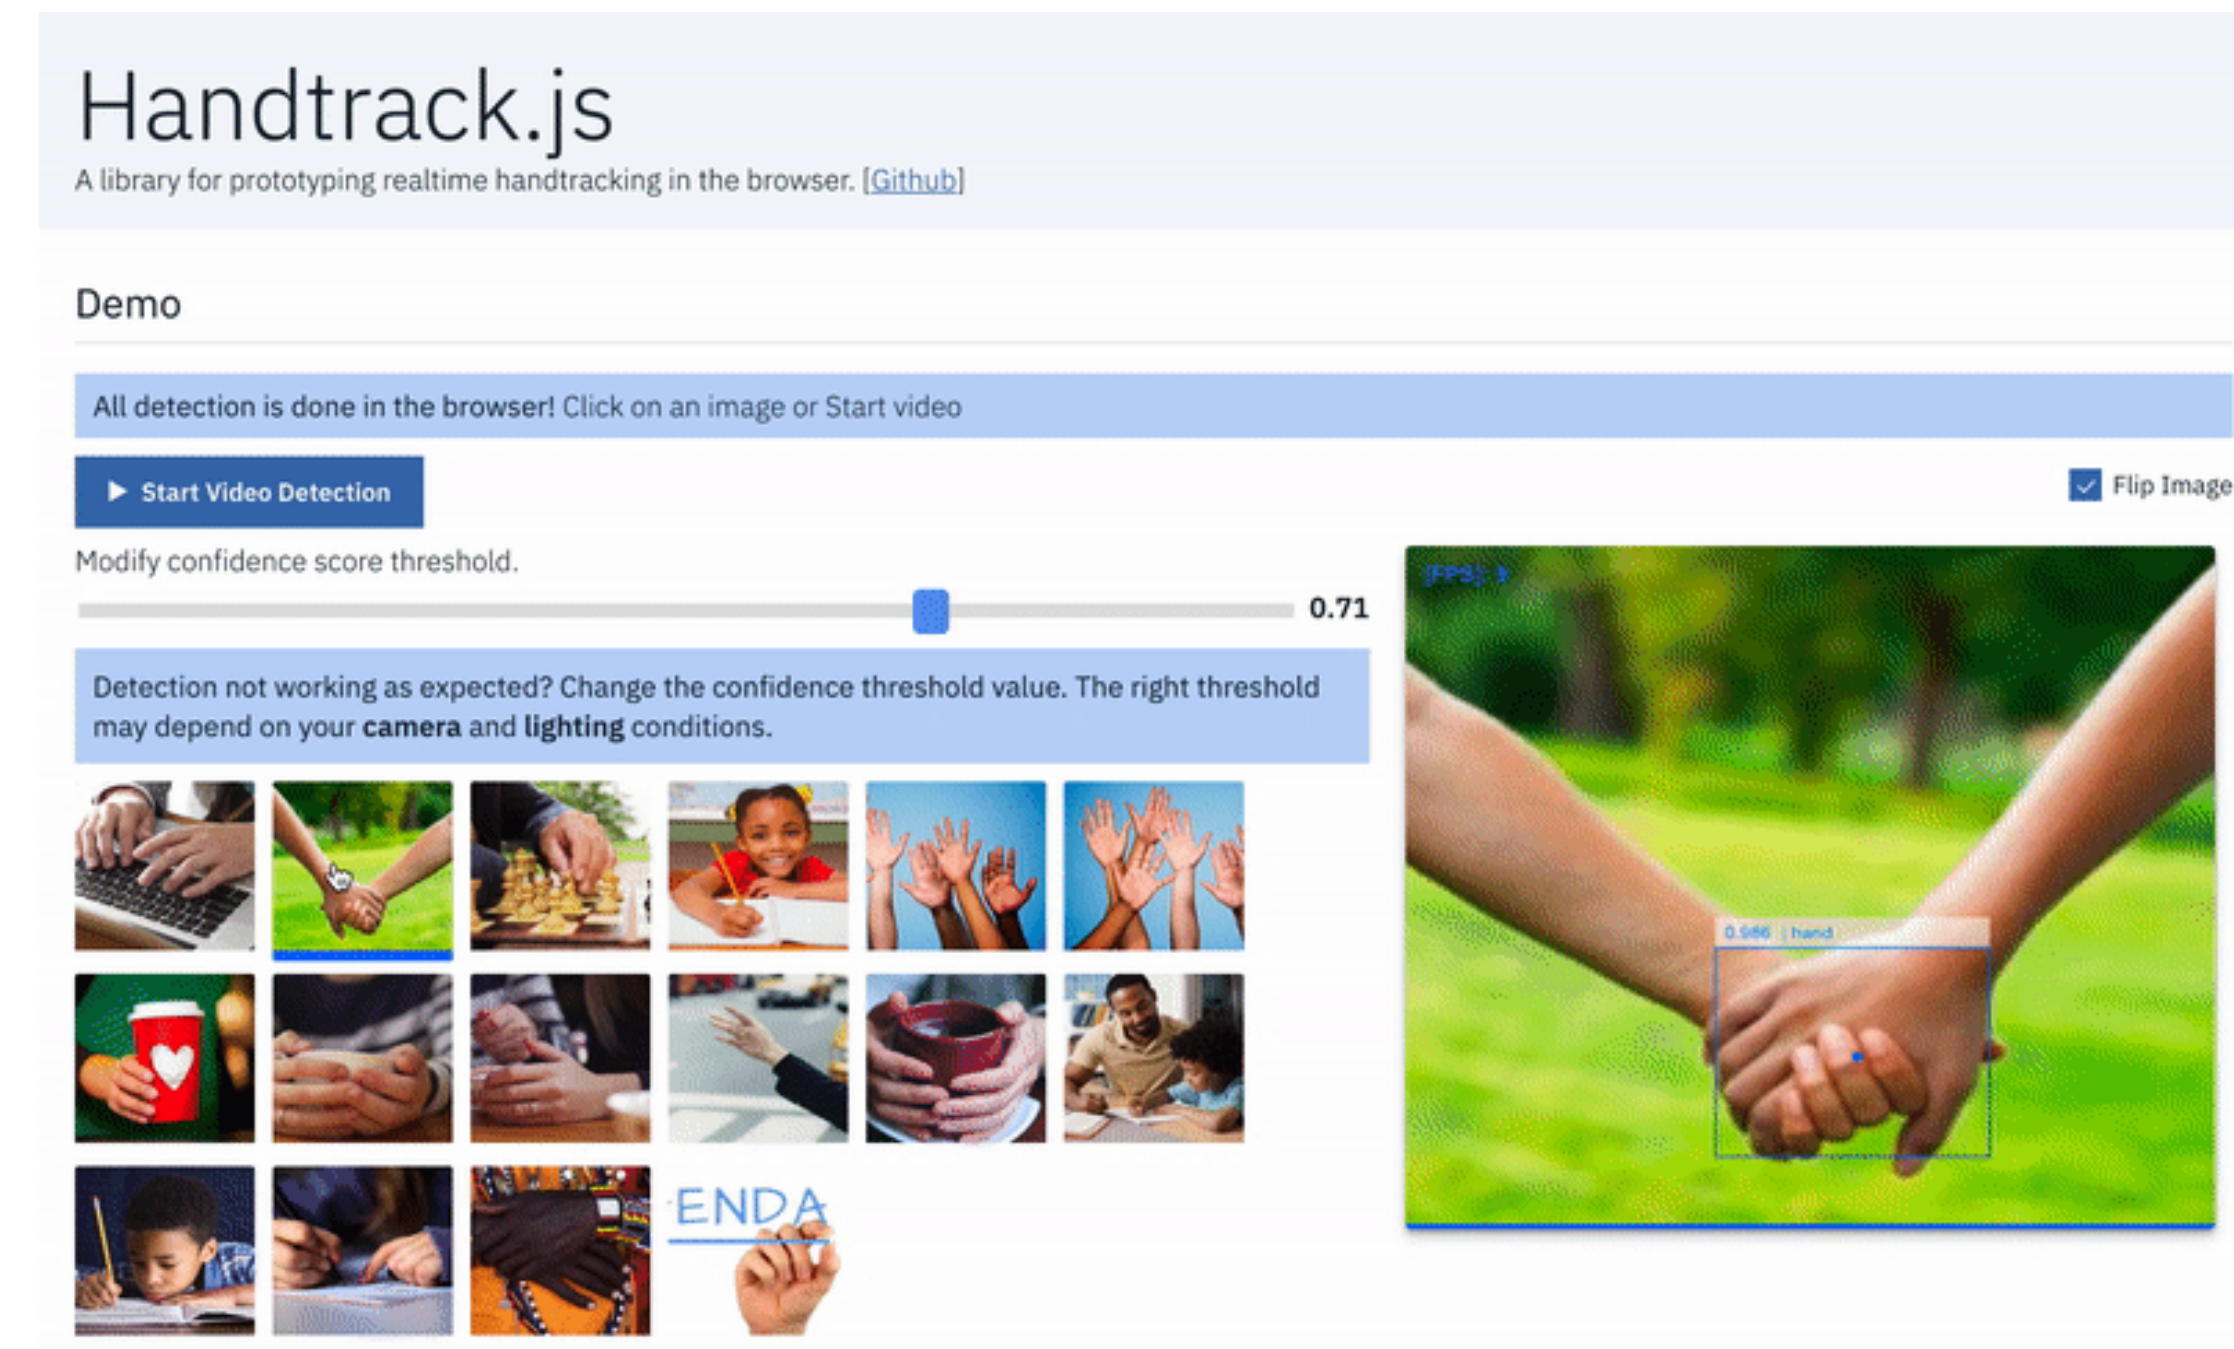 Handtrack.js
A library for prototyping realtime handtracking in the browser. [Github]
Demo
All detection is done in the browser! Click on an image or Start video
Start Video Detection
Flip Image
Modify confidence score threshold.
0.71
Detection not working as expected? Change the confidence threshold value. The right threshold
may depend on your camera and lighting conditions.
[FPS]:
0.986 | hand
ENDA